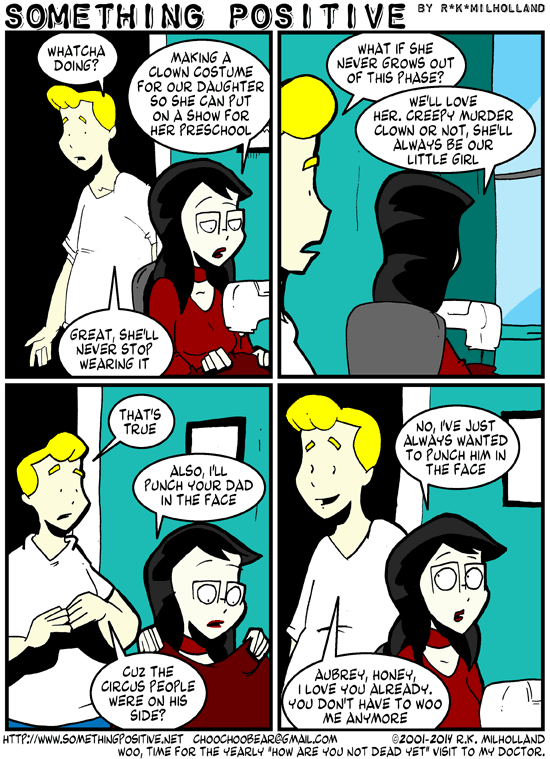 SOMETHING POSITIVE BY R*K*MILHOLLAND
WHATCHA
DOING?
MAKING A
CLOWN COSTUME
FOR OUR DAUGHTER
SO SHE CAN PUT
ON A SHOW FOR
HER PRESCHOOL
GREAT, SHE'LL
NEVER STOP
WEARING IT
WHAT IF SHE
NEVER GROWS OUT
OF THIS PHASE?
WE'LL LOVE
HER. CREEPY MURDER
CLOWN OR NOT, SHE'LL
ALWAYS BE OUR
LITTLE GIRL
THAT'S
TRUE
ALSO, I'LL
PUNCH YOUR DAD
IN THE FACE
CUZ THE
CIRCUS PEOPLE
WERE ON HIS
SIDE?
NO, I'VE JUST
ALWAYS WANTED
TO PUNCH HIM IN
THE FACE
AUBREY, HONEY,
I LOVE YOU ALREADY.
YOU DON'T HAVE TO WOO
ME ANYMORE
HTTP://WWW.SOMETHINGPOSITIVE.NET CHOOCHOOBEAR@GMAIL.COM ©2001-2014 R.K. MILHOLLAND
WOO, TIME FOR THE YEARLY "HOW ARE YOU NOT DEAD YET" VISIT TO MY DOCTOR.